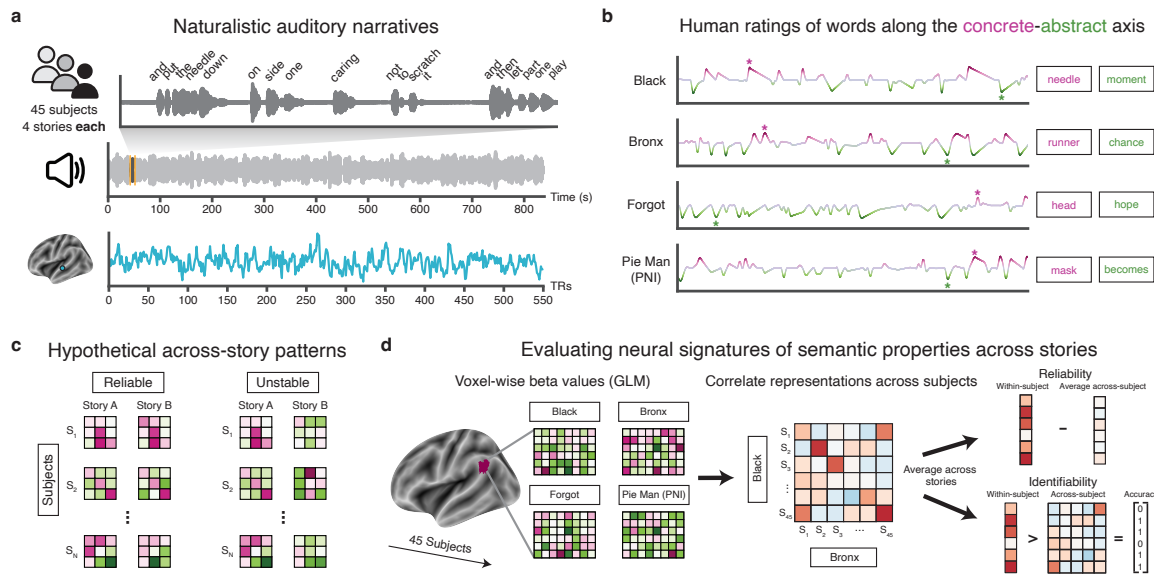 a
Naturalistic auditory narratives
and put the needle down on side one caring not to scratch it and then let part one play
45 subjects
4 stories each
Time (s)
0 100 200 300 400 500 600 700 800
TRs
0 50 100 150 200 250 300 350 400 450 500 550
b
Human ratings of words along the concrete-abstract axis
Black
*
*
needle
moment
Bronx
*
*
runner
chance
Forgot
*
*
head
hope
Pie Man
(PNI)
*
*
mask
becomes
c
Hypothetical across-story patterns
Reliable
Unstable
Story A
Story B
Story A
Story B
Subjects
S1
S1
S2
S2
SN
SN
d
Evaluating neural signatures of semantic properties across stories
Voxel-wise beta values (GLM)
Black
Bronx
Forgot
Pie Man (PNI)
45 Subjects
Correlate representations across subjects
Black
S1
S2
S3
⋮
S45
S1 S2 S3 ⋯ S45
Bronx
Average across
stories
Reliability
Within-subject
Average across-subject
–
Identifiability
Within-subject
Across-subject
Accurac
>
=
0
1
1
0
1
1